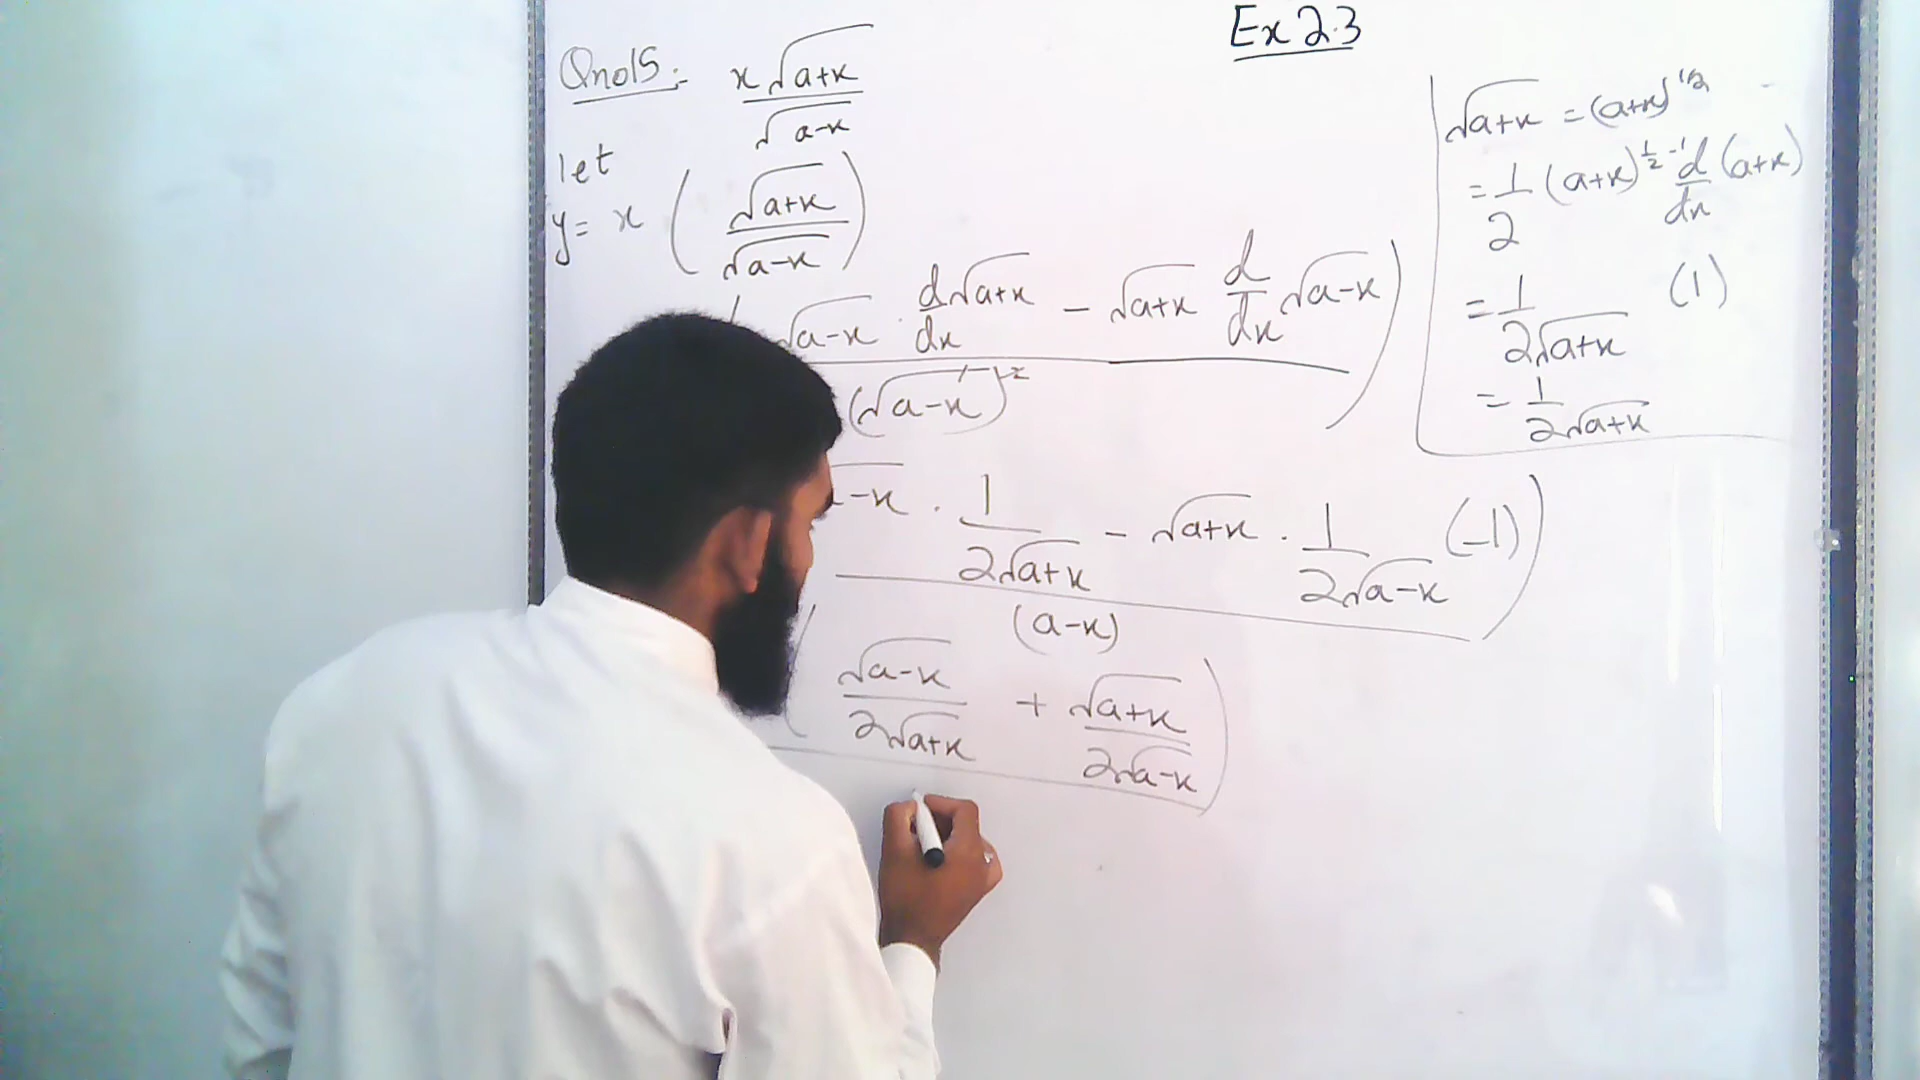 Ex 2.3
Qno15:- x√(a+x) / √(a-x)
let
y = x ( √(a+x) / √(a-x) )
( √(a-x) . d/dx √(a+x) - √(a+x) d/dx √(a-x) )
(√(a-x))²
a-x . 1 / 2√(a+x) - √(a+x) . 1 / 2√(a-x) (-1) )
(a-x)
( √(a-x) / 2√(a+x) + √(a+x) / 2√(a-x) )
√(a+x) = (a+x)^1/2
= 1/2 (a+x)^(1/2 - 1) d/dx (a+x)
= 1 / 2√(a+x) (1)
= 1 / 2√(a+x)